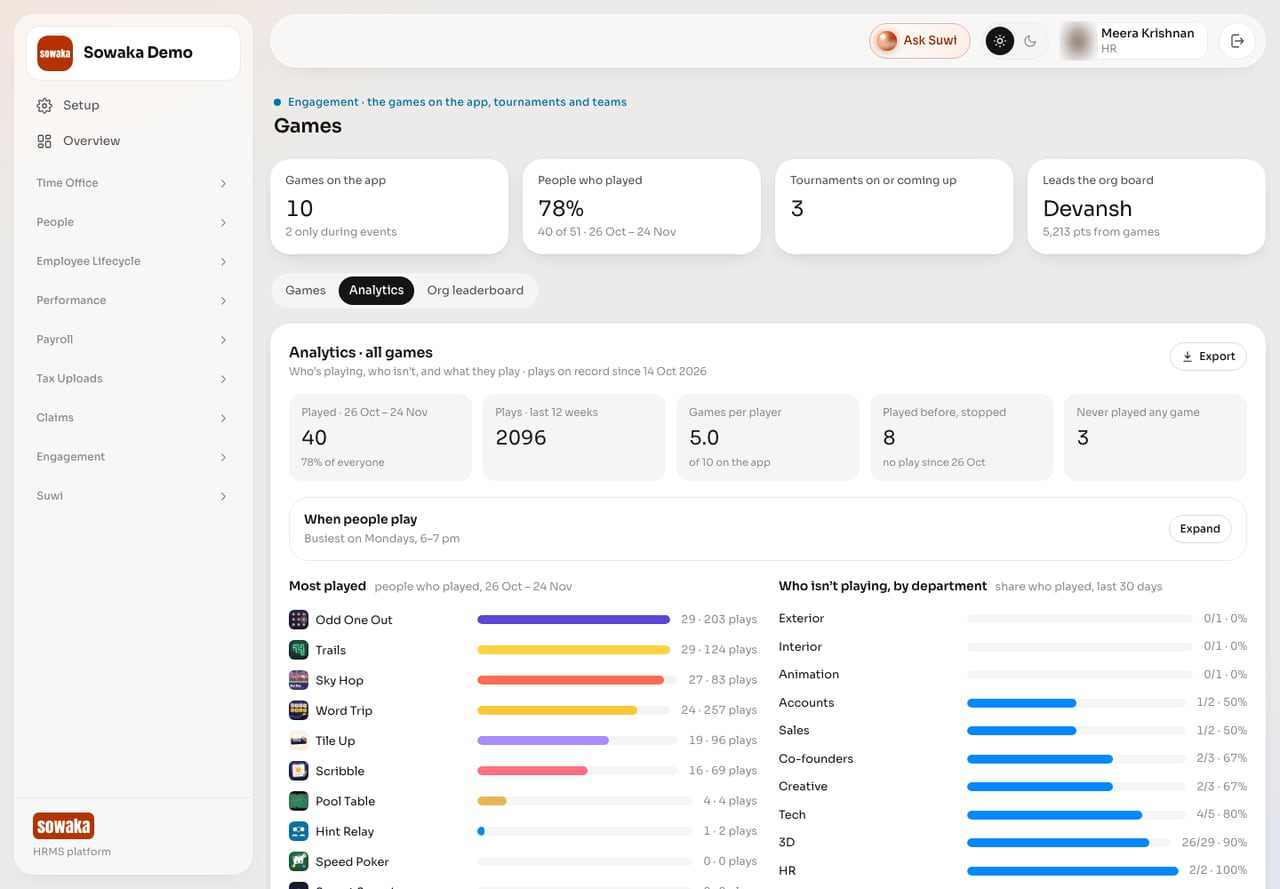 sowaka
Sowaka Demo
Ask Suwi
Meera Krishnan
HR
Setup
Overview
Time Office
People
Employee Lifecycle
Performance
Payroll
Tax Uploads
Claims
Engagement
Suwi
sowaka
HRMS platform
Engagement · the games on the app, tournaments and teams
Games
Games on the app
10
2 only during events
People who played
78%
40 of 51 · 26 Oct – 24 Nov
Tournaments on or coming up
3
Leads the org board
Devansh
5,213 pts from games
Games
Analytics
Org leaderboard
Analytics · all games
Who's playing, who isn't, and what they play · plays on record since 14 Oct 2026
Export
Played · 26 Oct – 24 Nov
40
78% of everyone
Plays · last 12 weeks
2096
Games per player
5.0
of 10 on the app
Played before, stopped
8
no play since 26 Oct
Never played any game
3
When people play
Busiest on Mondays, 6–7 pm
Expand
Most played people who played, 26 Oct – 24 Nov
Odd One Out 29 · 203 plays
Trails 29 · 124 plays
Sky Hop 27 · 83 plays
Word Trip 24 · 257 plays
Tile Up 19 · 96 plays
Scribble 16 · 69 plays
Pool Table 4 · 4 plays
Hint Relay 1 · 2 plays
Speed Poker 0 · 0 plays
Who isn't playing, by department share who played, last 30 days
Exterior 0/1 · 0%
Interior 0/1 · 0%
Animation 0/1 · 0%
Accounts 1/2 · 50%
Sales 1/2 · 50%
Co-founders 2/3 · 67%
Creative 2/3 · 67%
Tech 4/5 · 80%
3D 26/29 · 90%
HR 2/2 · 100%